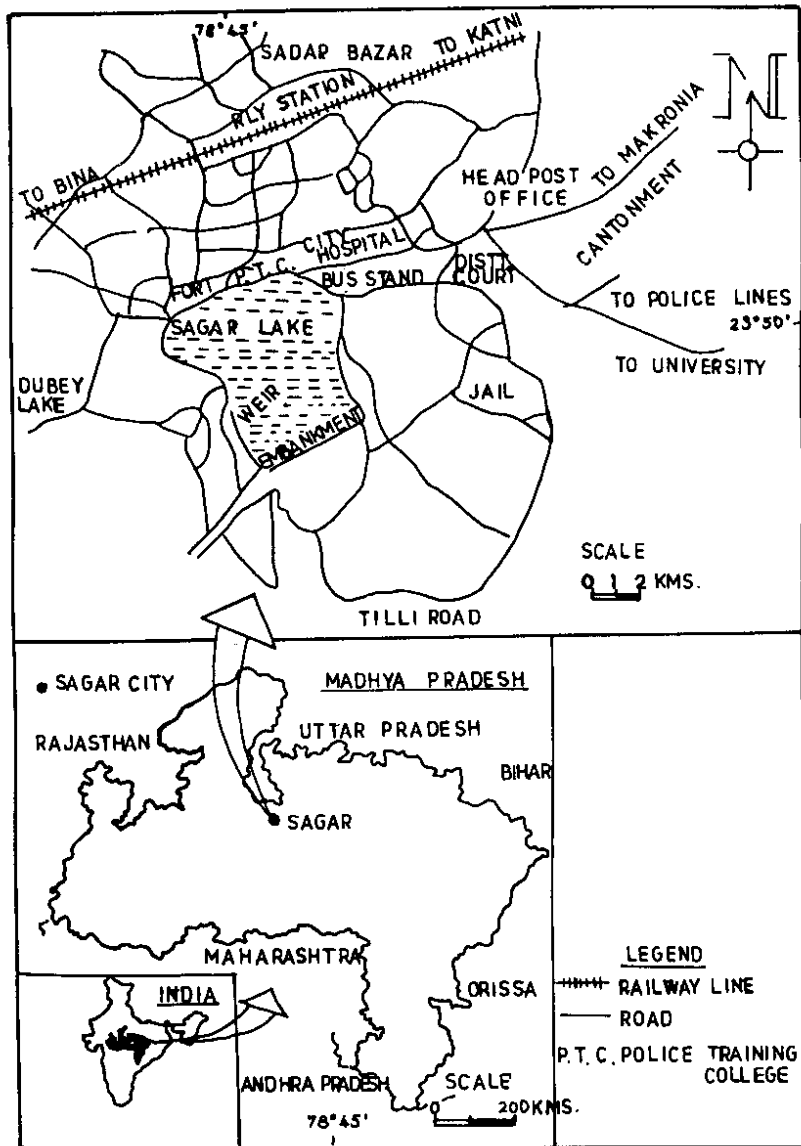 78°45'
SADAR BAZAR
TO KATNI
RLY STATION
TO BINA
N
HEAD POST
OFFICE
TO MAKRONIA
CANTONMENT
CITY
HOSPITAL
FORT
P.T.C.
BUS STAND
DISTT.
COURT
TO POLICE LINES
23°50'
SAGAR LAKE
TO UNIVERSITY
DUBEY
LAKE
WEIR
JAIL
EMBANKMENT
SCALE
0 1 2 KMS.
TILLI ROAD
SAGAR CITY
MADHYA PRADESH
RAJASTHAN
UTTAR PRADESH
BIHAR
SAGAR
MAHARASHTRA
ORISSA
INDIA
ANDHRA PRADESH
SCALE
0 200 KMS.
78°45'
LEGEND
RAILWAY LINE
ROAD
P.T.C. POLICE TRAINING
COLLEGE